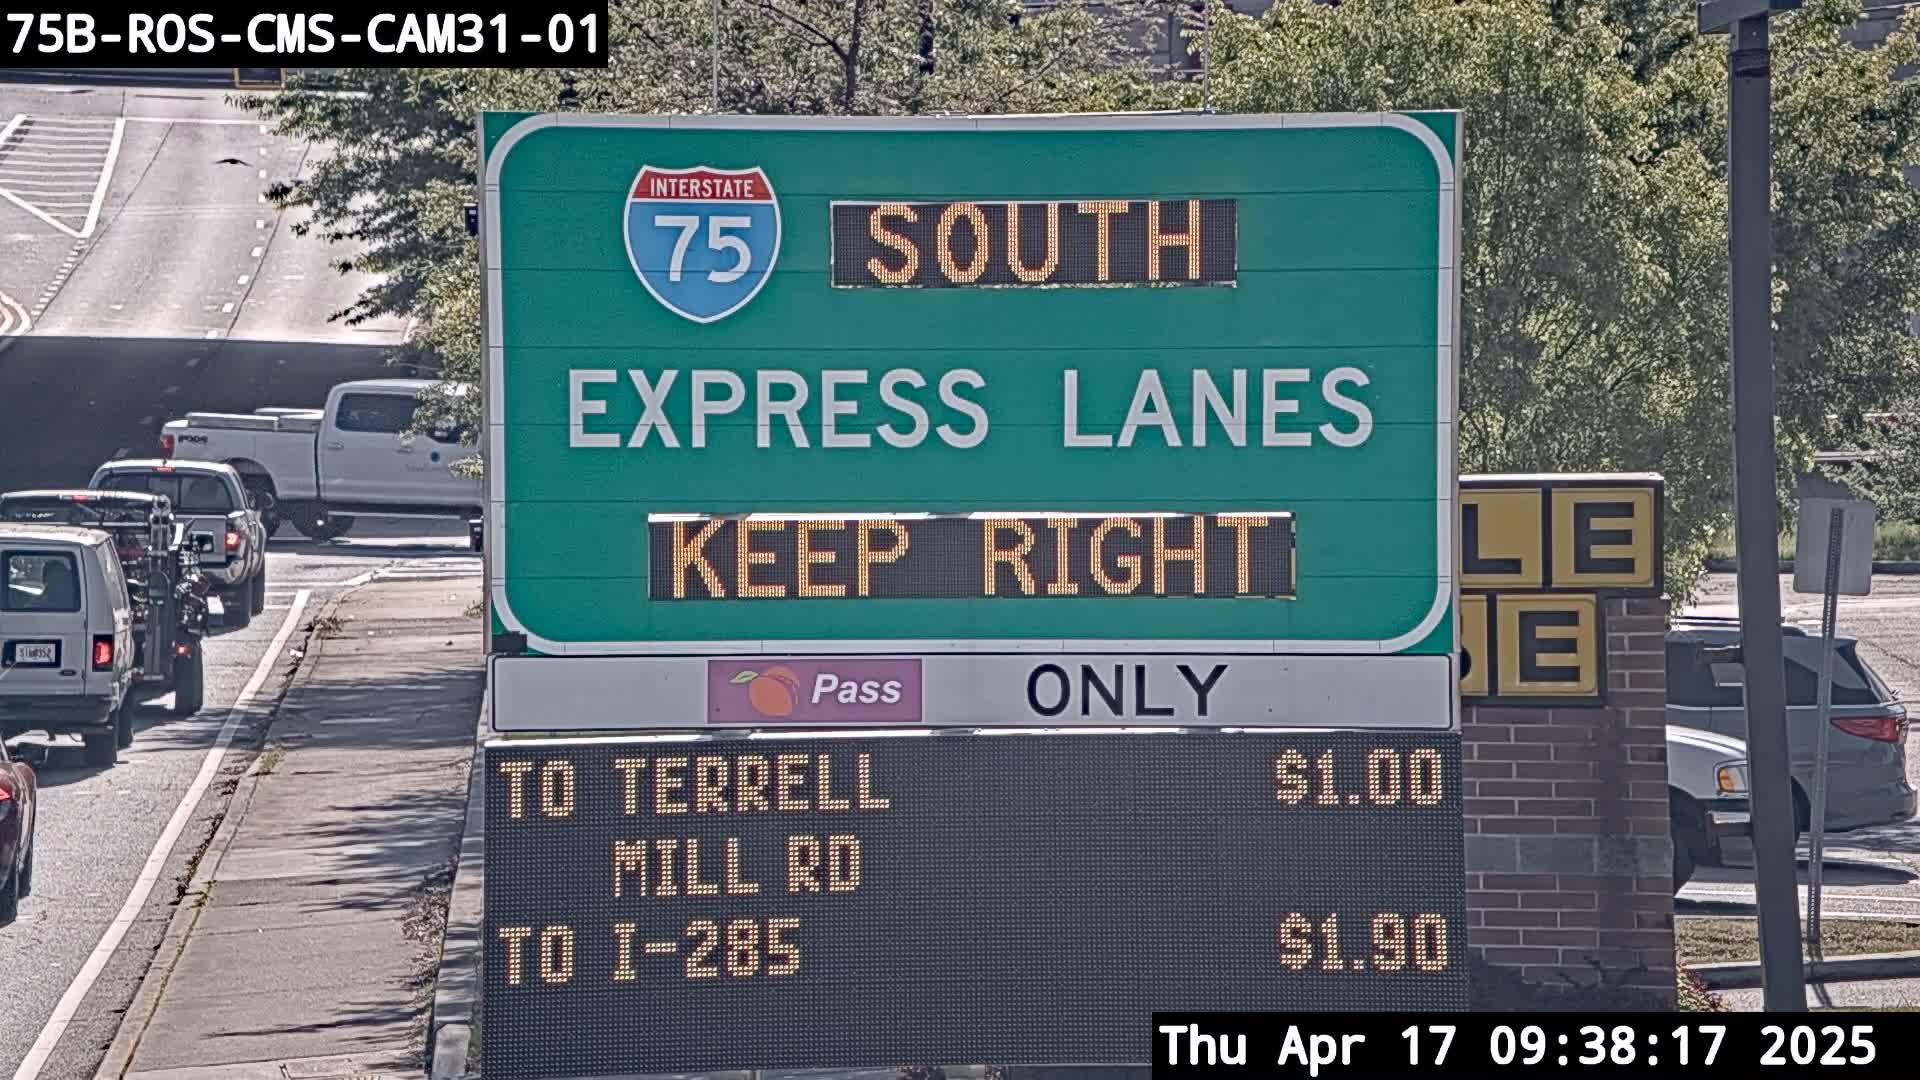 75B-ROS-CMS-CAM31-01
INTERSTATE
75
SOUTH
EXPRESS LANES
KEEP RIGHT
Pass ONLY
TO TERRELL $1.00
MILL RD
TO I-285 $1.90
LE
E
Thu Apr 17 09:38:17 2025